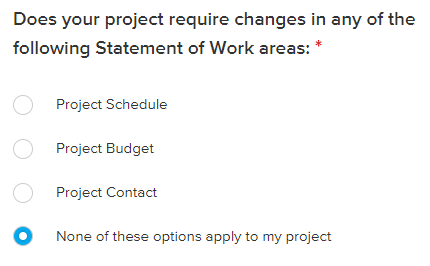 Does your project require changes in any of the
following Statement of Work areas: *
Project Schedule
Project Budget
Project Contact
None of these options apply to my project